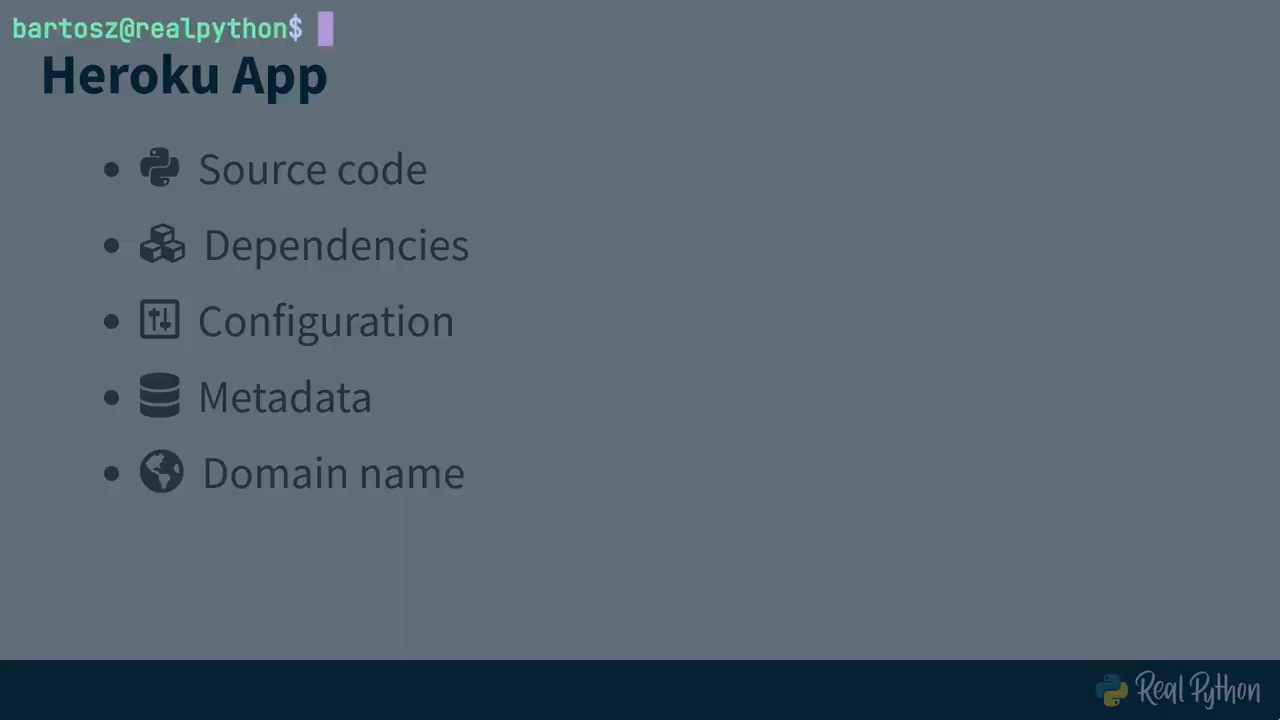 bartosz@realpython$
Heroku App
Source code
Dependencies
Configuration
Metadata
Domain name
Real Python